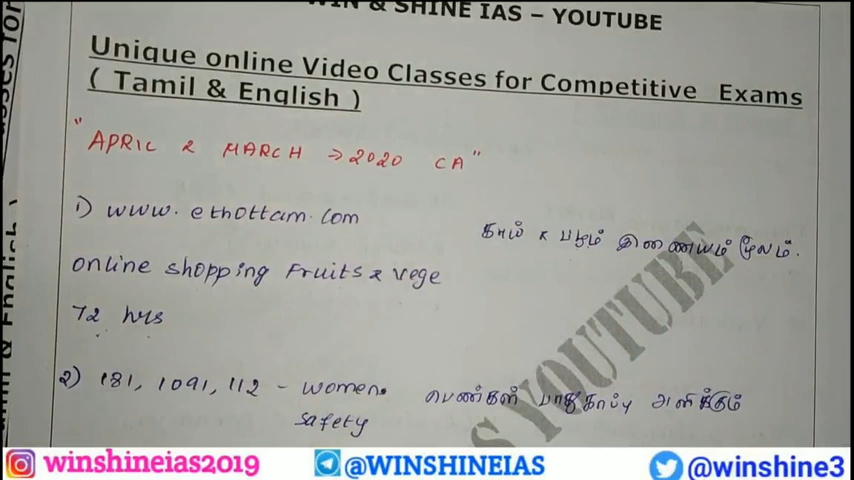 WIN & SHINE IAS – YOUTUBE
Unique online Video Classes for Competitive Exams
( Tamil & English )
"APRIL & MARCH → 2020 CA"
1) www.ethottam.com
காய் & பழம் இணையம் மூலம்.
online shopping Fruits & vege
72 hrs
2) 181, 1091, 112 - women
safety
பெண்கள் பாதுகாப்பு அளிக்கும்
S YOUTUBE
winshineias2019
@WINSHINEIAS
@winshine3